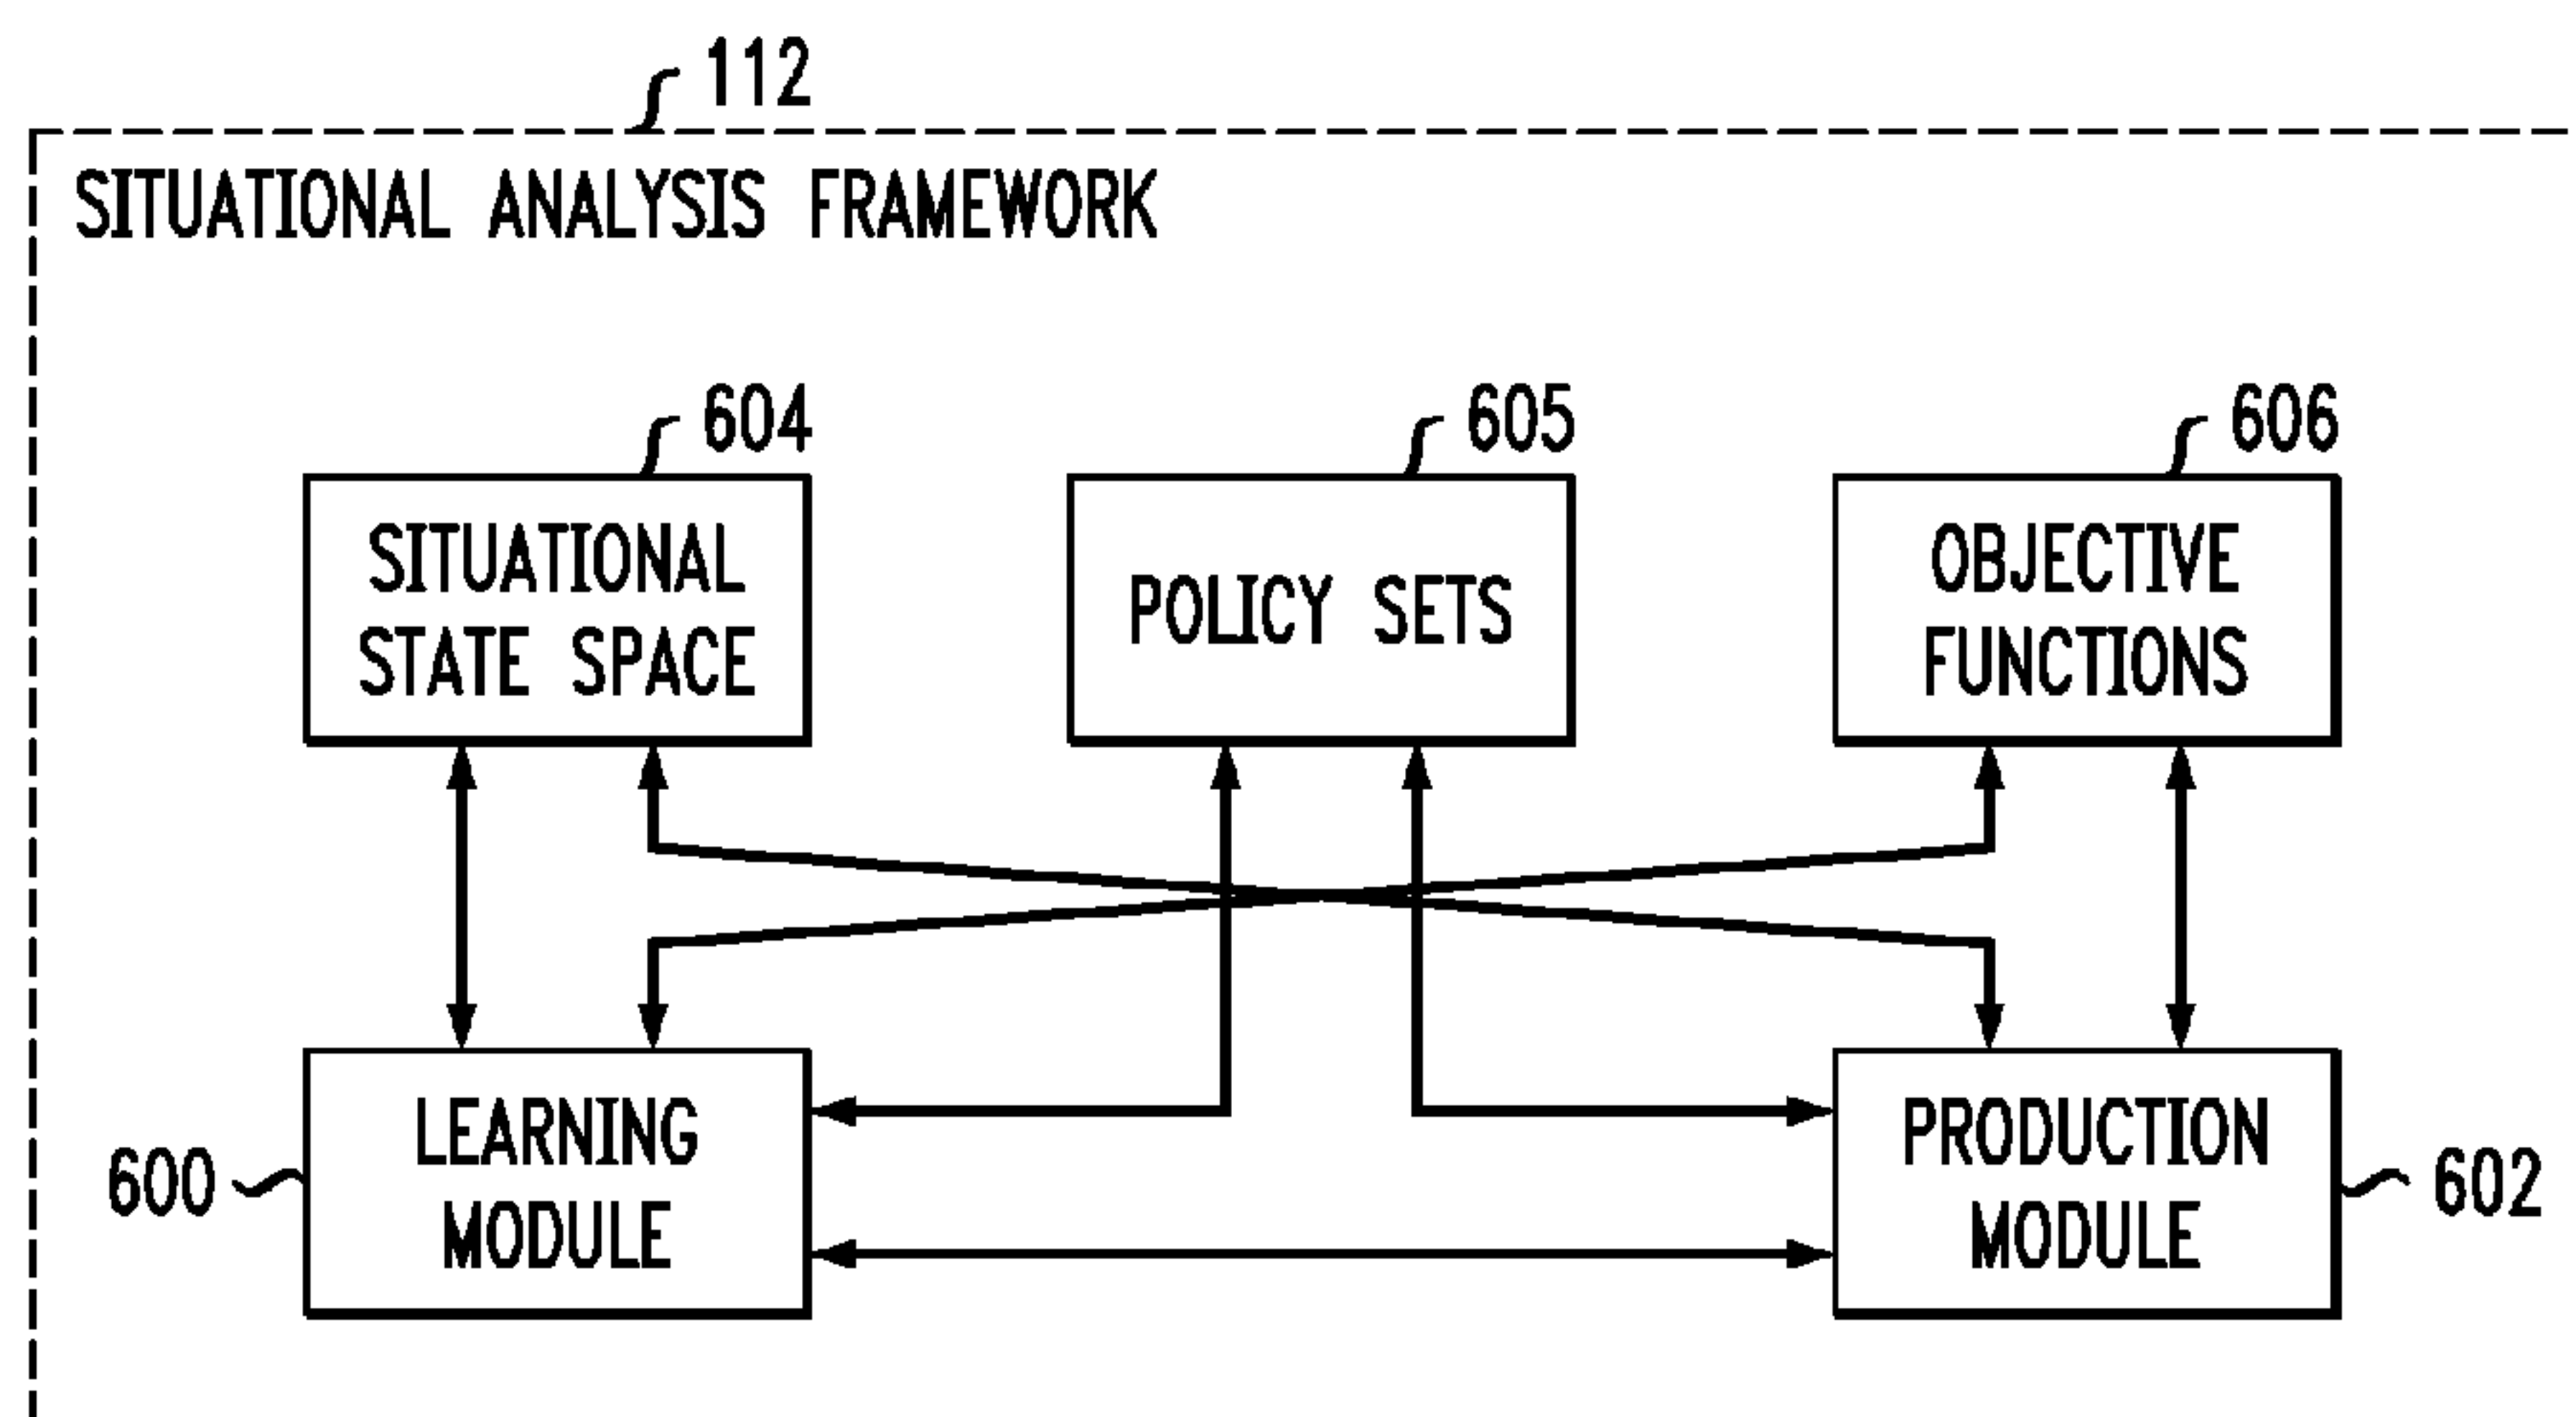 112
SITUATIONAL ANALYSIS FRAMEWORK
604
605
606
SITUATIONAL
STATE SPACE
POLICY SETS
OBJECTIVE
FUNCTIONS
600
LEARNING
MODULE
PRODUCTION
MODULE
602